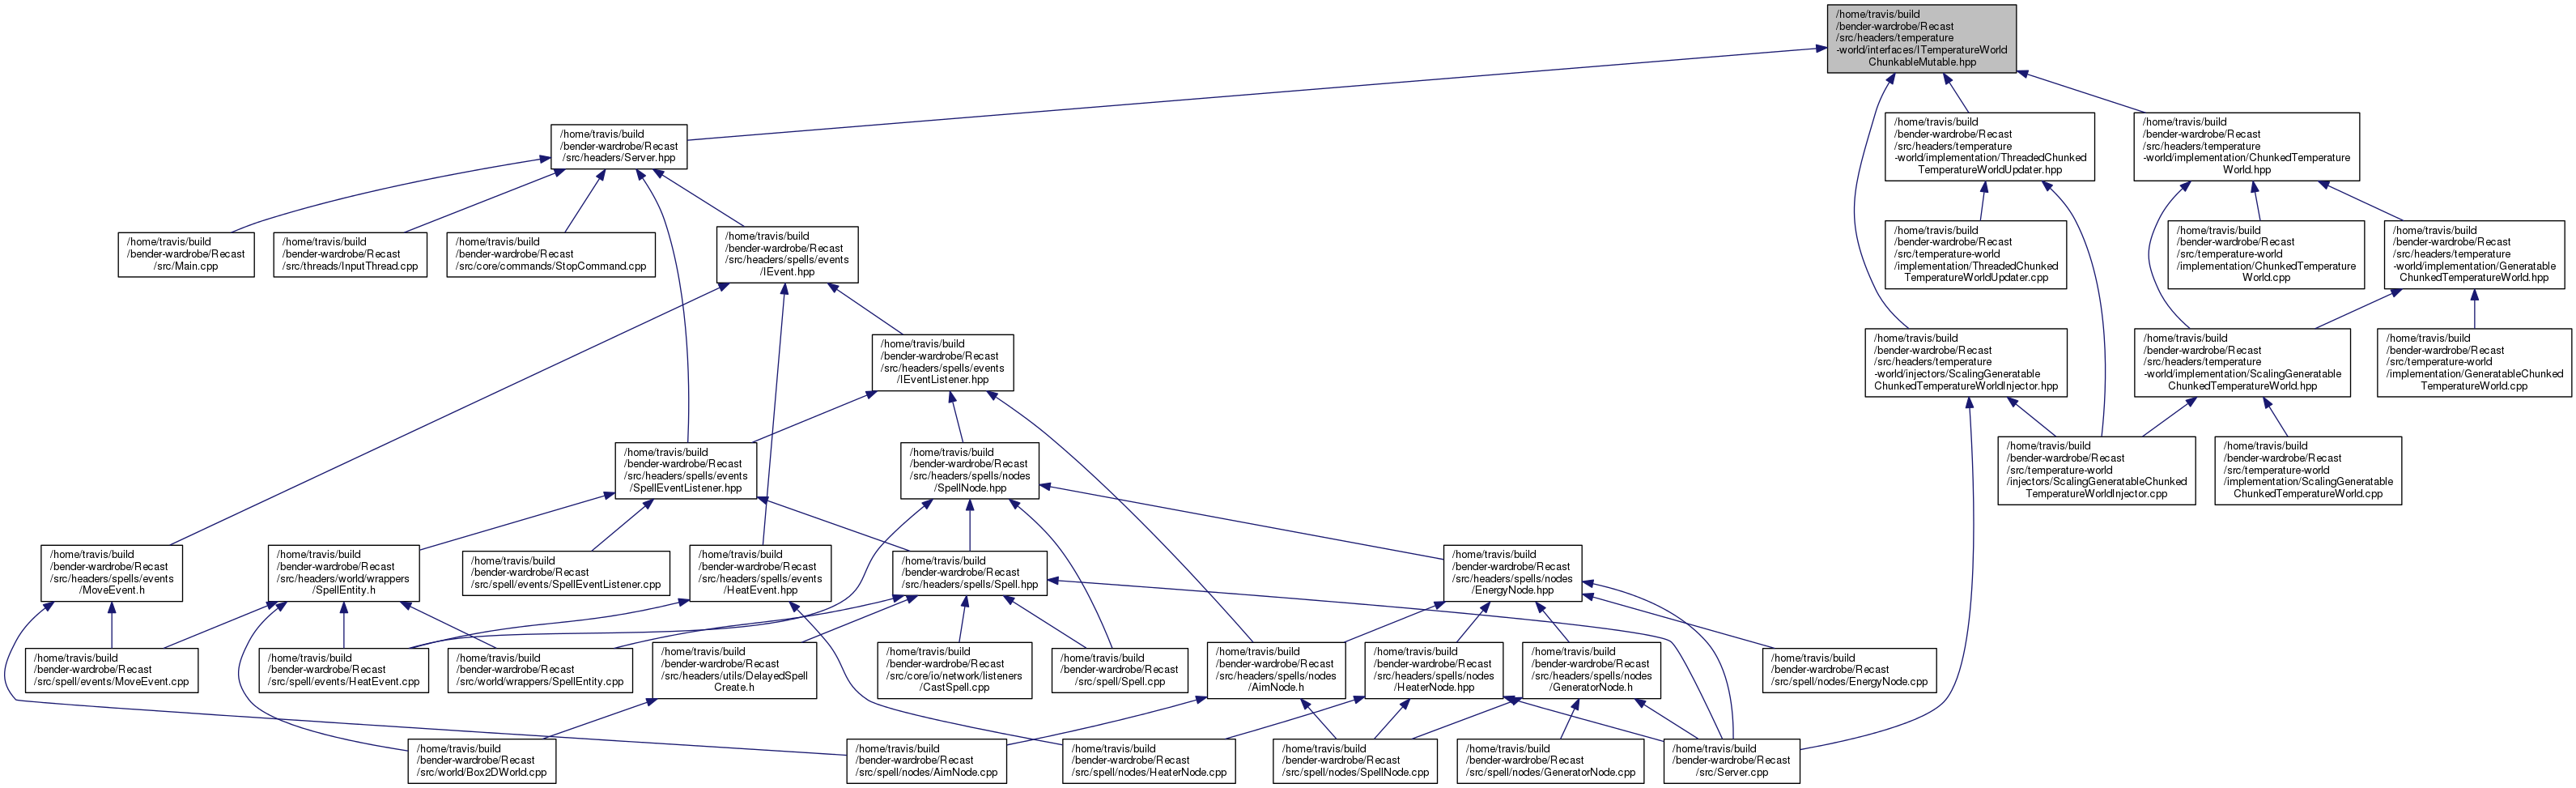 /home/travis/build
/bender-wardrobe/Recast
/src/headers/temperature
-world/interfaces/ITemperatureWorld
ChunkableMutable.hpp
/home/travis/build
/bender-wardrobe/Recast
/src/headers/Server.hpp
/home/travis/build
/bender-wardrobe/Recast
/src/headers/temperature
-world/implementation/ThreadedChunked
TemperatureWorldUpdater.hpp
/home/travis/build
/bender-wardrobe/Recast
/src/headers/temperature
-world/implementation/ChunkedTemperature
World.hpp
/home/travis/build
/bender-wardrobe/Recast
/src/Main.cpp
/home/travis/build
/bender-wardrobe/Recast
/src/threads/InputThread.cpp
/home/travis/build
/bender-wardrobe/Recast
/src/core/commands/StopCommand.cpp
/home/travis/build
/bender-wardrobe/Recast
/src/headers/spells/events
/IEvent.hpp
/home/travis/build
/bender-wardrobe/Recast
/src/temperature-world
/implementation/ThreadedChunked
TemperatureWorldUpdater.cpp
/home/travis/build
/bender-wardrobe/Recast
/src/temperature-world
/implementation/ChunkedTemperature
World.cpp
/home/travis/build
/bender-wardrobe/Recast
/src/headers/temperature
-world/implementation/Generatable
ChunkedTemperatureWorld.hpp
/home/travis/build
/bender-wardrobe/Recast
/src/headers/spells/events
/IEventListener.hpp
/home/travis/build
/bender-wardrobe/Recast
/src/headers/temperature
-world/injectors/ScalingGeneratable
ChunkedTemperatureWorldInjector.hpp
/home/travis/build
/bender-wardrobe/Recast
/src/headers/temperature
-world/implementation/ScalingGeneratable
ChunkedTemperatureWorld.hpp
/home/travis/build
/bender-wardrobe/Recast
/src/temperature-world
/implementation/GeneratableChunked
TemperatureWorld.cpp
/home/travis/build
/bender-wardrobe/Recast
/src/headers/spells/events
/SpellEventListener.hpp
/home/travis/build
/bender-wardrobe/Recast
/src/headers/spells/nodes
/SpellNode.hpp
/home/travis/build
/bender-wardrobe/Recast
/src/temperature-world
/injectors/ScalingGeneratableChunked
TemperatureWorldInjector.cpp
/home/travis/build
/bender-wardrobe/Recast
/src/temperature-world
/implementation/ScalingGeneratable
ChunkedTemperatureWorld.cpp
/home/travis/build
/bender-wardrobe/Recast
/src/headers/spells/events
/MoveEvent.h
/home/travis/build
/bender-wardrobe/Recast
/src/headers/world/wrappers
/SpellEntity.h
/home/travis/build
/bender-wardrobe/Recast
/src/spell/events/SpellEventListener.cpp
/home/travis/build
/bender-wardrobe/Recast
/src/headers/spells/events
/HeatEvent.hpp
/home/travis/build
/bender-wardrobe/Recast
/src/headers/spells/Spell.hpp
/home/travis/build
/bender-wardrobe/Recast
/src/headers/spells/nodes
/EnergyNode.hpp
/home/travis/build
/bender-wardrobe/Recast
/src/spell/events/MoveEvent.cpp
/home/travis/build
/bender-wardrobe/Recast
/src/spell/events/HeatEvent.cpp
/home/travis/build
/bender-wardrobe/Recast
/src/world/wrappers/SpellEntity.cpp
/home/travis/build
/bender-wardrobe/Recast
/src/headers/utils/DelayedSpell
Create.h
/home/travis/build
/bender-wardrobe/Recast
/src/core/io/network/listeners
/CastSpell.cpp
/home/travis/build
/bender-wardrobe/Recast
/src/spell/Spell.cpp
/home/travis/build
/bender-wardrobe/Recast
/src/headers/spells/nodes
/AimNode.h
/home/travis/build
/bender-wardrobe/Recast
/src/headers/spells/nodes
/HeaterNode.hpp
/home/travis/build
/bender-wardrobe/Recast
/src/headers/spells/nodes
/GeneratorNode.h
/home/travis/build
/bender-wardrobe/Recast
/src/spell/nodes/EnergyNode.cpp
/home/travis/build
/bender-wardrobe/Recast
/src/world/Box2DWorld.cpp
/home/travis/build
/bender-wardrobe/Recast
/src/spell/nodes/AimNode.cpp
/home/travis/build
/bender-wardrobe/Recast
/src/spell/nodes/HeaterNode.cpp
/home/travis/build
/bender-wardrobe/Recast
/src/spell/nodes/SpellNode.cpp
/home/travis/build
/bender-wardrobe/Recast
/src/spell/nodes/GeneratorNode.cpp
/home/travis/build
/bender-wardrobe/Recast
/src/Server.cpp